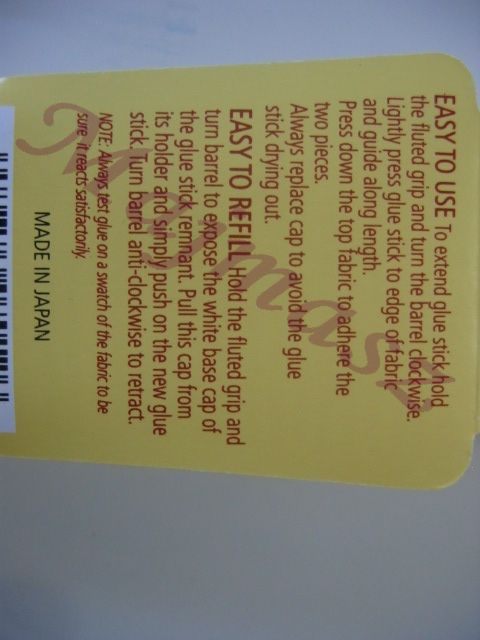 EASY TO USE To extend glue stick hold
the fluted grip and turn the barrel clockwise.
Lightly press glue stick to edge of fabric
and guide along length.
Press down the top fabric to adhere the
two pieces.
Always replace cap to avoid the glue
stick drying out.
EASY TO REFILL Hold the fluted grip and
turn barrel to expose the white base cap of
the glue stick remnant. Pull this cap from
its holder and simply push on the new glue
stick. Turn barrel anti-clockwise to retract.
NOTE: Always test glue on a swatch of the fabric to be
sure it reacts satisfactorily.
MADE IN JAPAN